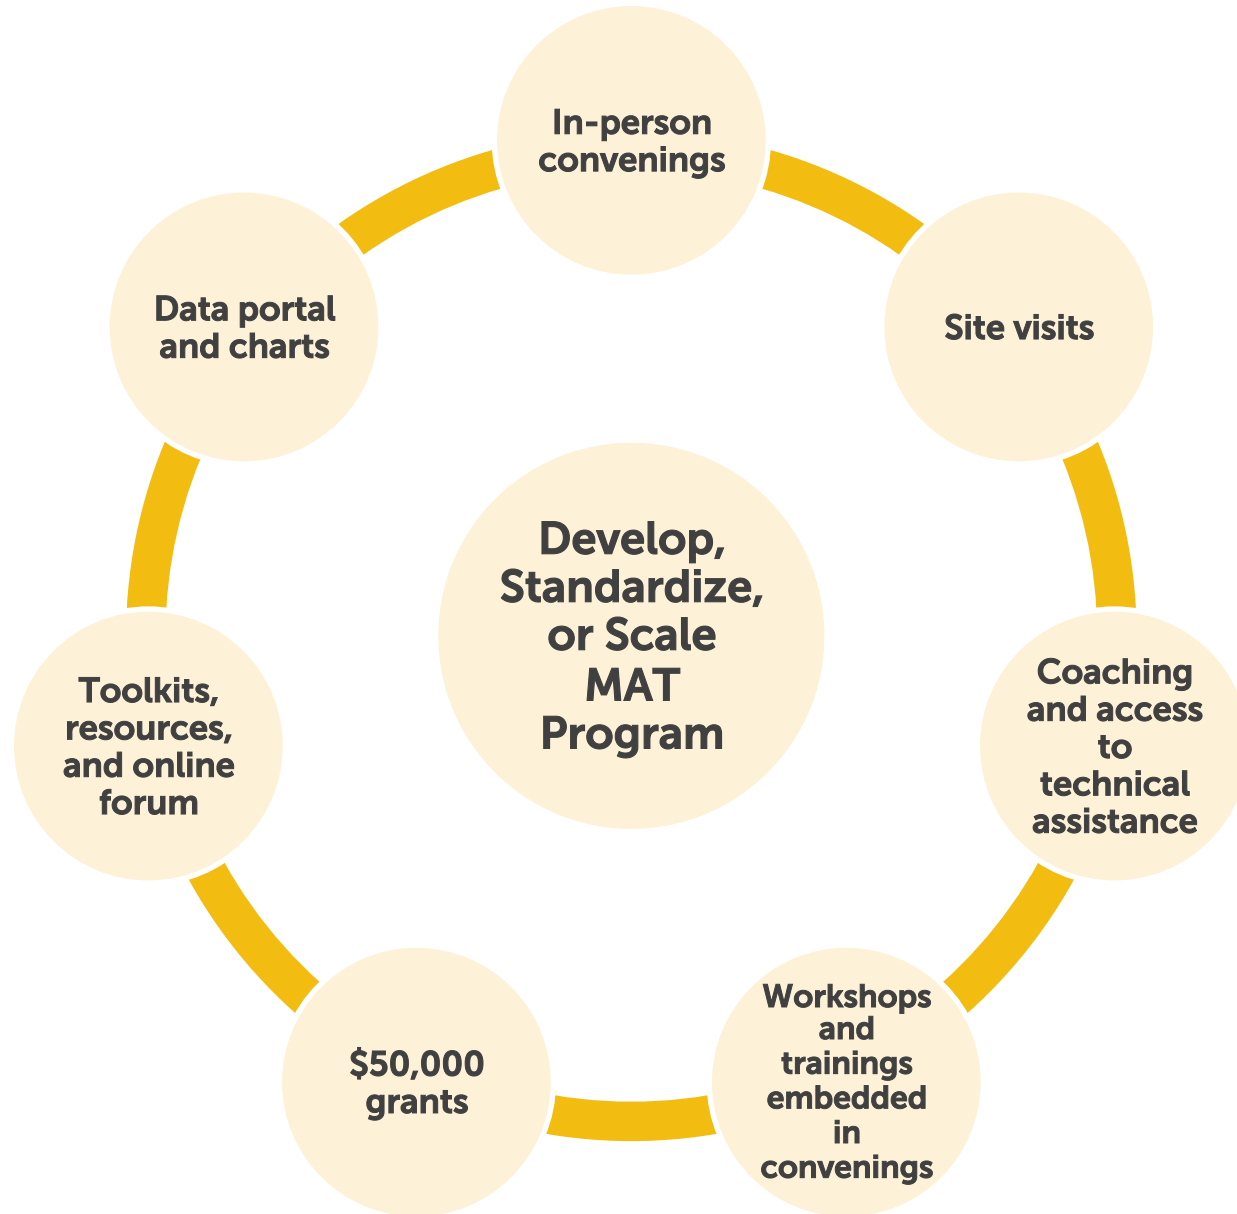 In-person
convenings
Site visits
Coaching
and access
to
technical
assistance
Workshops
and
trainings
embedded
in
convenings
$50,000
grants
Toolkits,
resources,
and online
forum
Data portal
and charts
Develop,
Standardize,
or Scale
MAT
Program